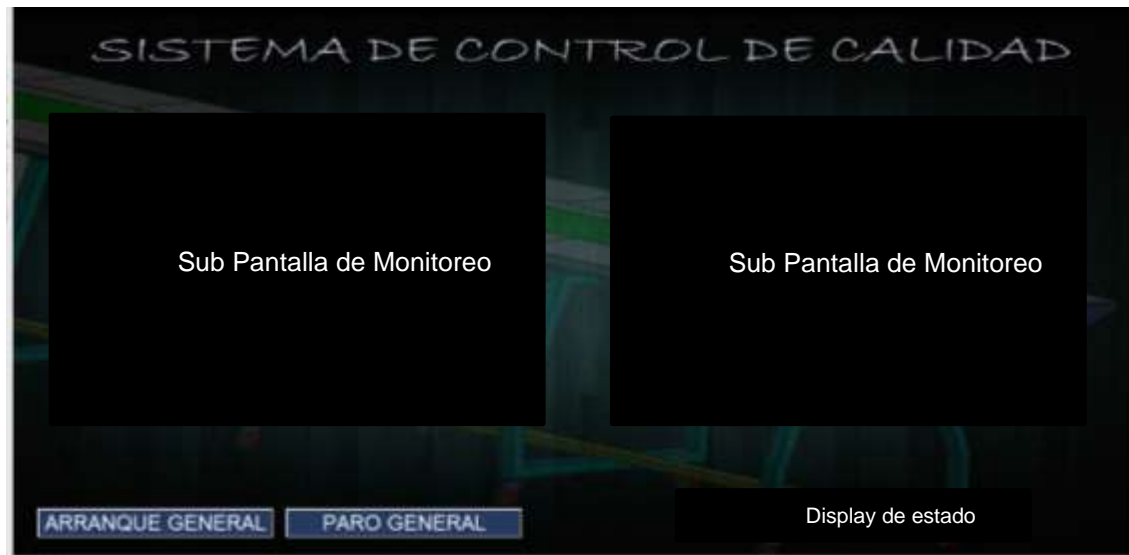 SISTEMA DE CONTROL DE CALIDAD
Sub Pantalla de Monitoreo
Sub Pantalla de Monitoreo
ARRANQUE GENERAL
PARO GENERAL
Display de estado